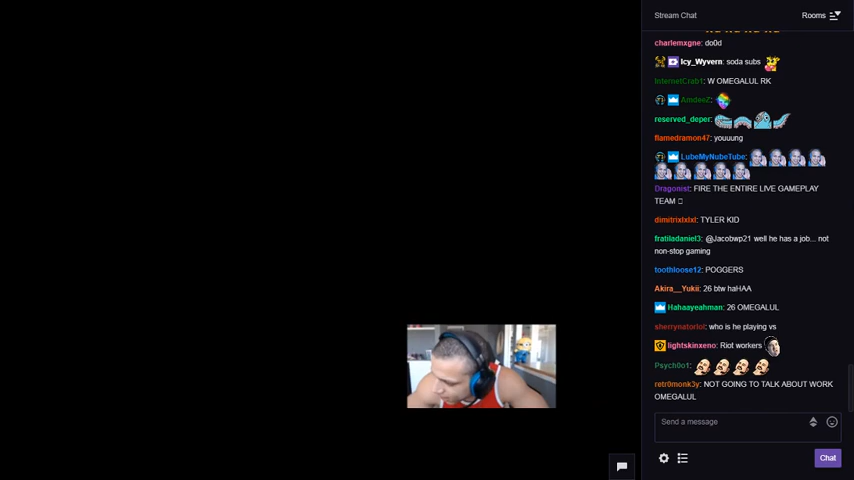 Stream Chat
Rooms
charlemxgne: do0d
Icy_Wyvern: soda subs
InternetCrab1: W OMEGALUL RK
AmdeeZ:
reserved_deper:
flamedramon47: youuung
LubeMyNubeTube:
Dragonist: FIRE THE ENTIRE LIVE GAMEPLAY
TEAM
dimitrixlxlxl: TYLER KID
fratiladaniel3: @Jacobwp21 well he has a job... not
non-stop gaming
toothloose12: POGGERS
Akira__Yukii: 26 btw haHAA
Hahaayeahman: 26 OMEGALUL
sherrynatorlol: who is he playing vs
lightskinxeno: Riot workers
Psych0o1:
retr0monk3y: NOT GOING TO TALK ABOUT WORK
OMEGALUL
Send a message
Chat